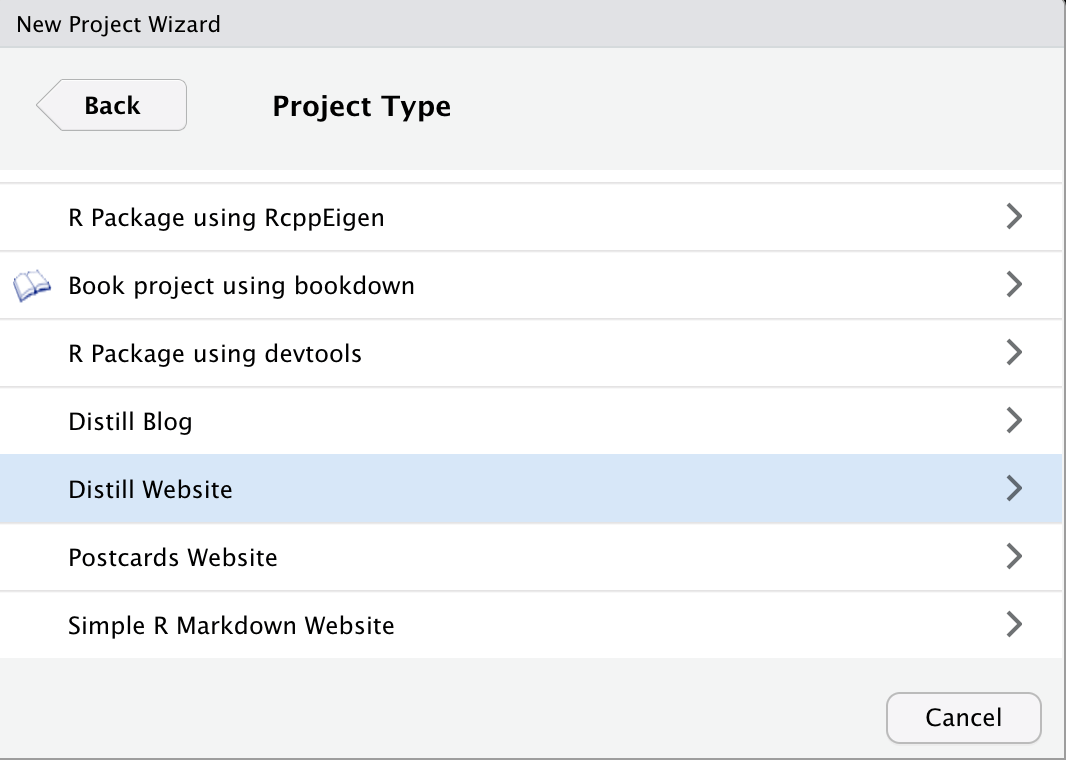 New Project Wizard
Back
Project Type
R Package using RcppEigen
Book project using bookdown
R Package using devtools
Distill Blog
Distill Website
Postcards Website
Simple R Markdown Website
Cancel